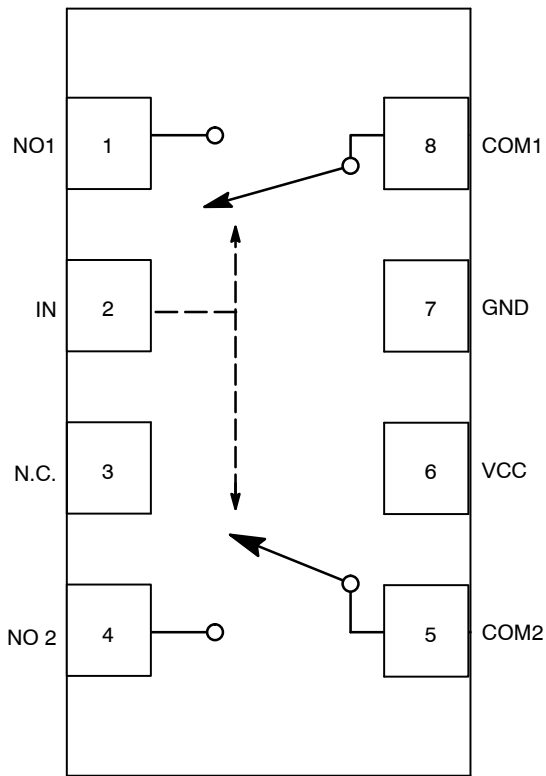 NO1 1 8 COM1
IN 2 7 GND
N.C. 3 6 VCC
NO 2 4 5 COM2